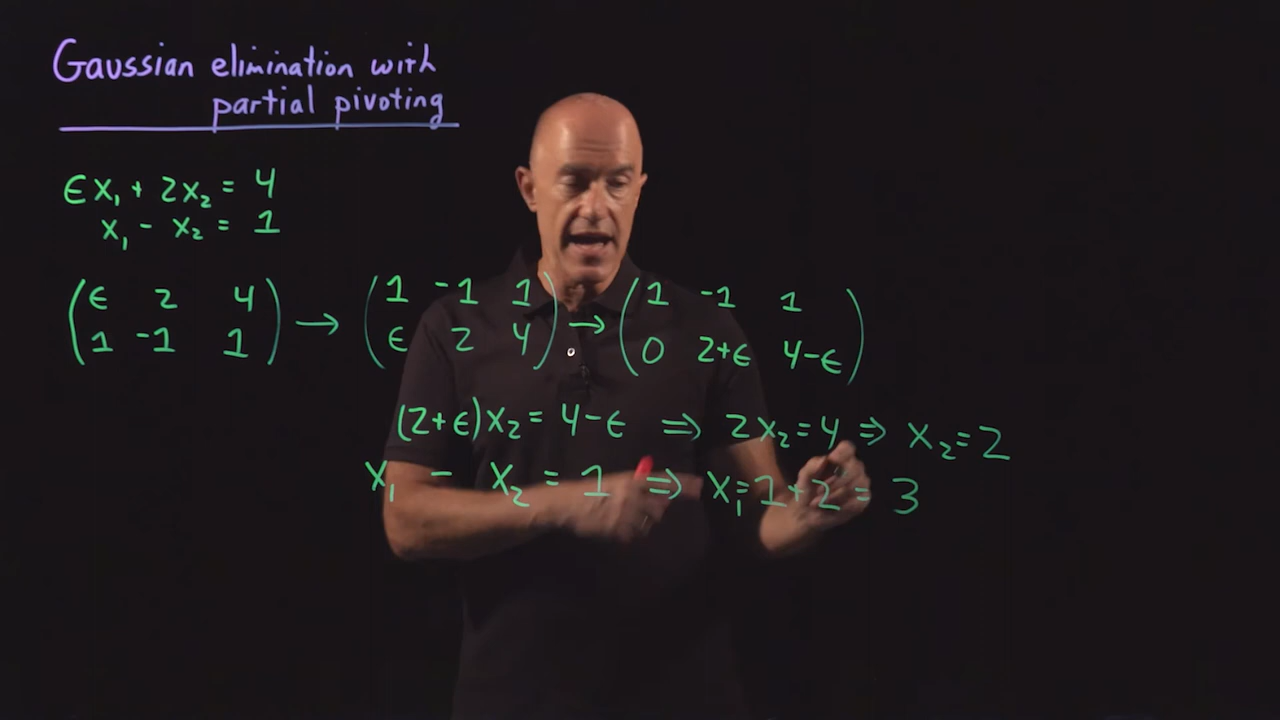 Gaussian elimination with
partial pivoting
ϵx₁ + 2x₂ = 4
x₁ - x₂ = 1
(ϵ 2 4 → (1 -1 1) → (1 -1 1
1 -1 1) (ϵ 2 4) 0 2+ϵ 4-ϵ)
(2+ϵ)x₂ = 4-ϵ ⇒ 2x₂=4 ⇒ x₂=2
x₁ - x₂ = 1 ⇒ x₁=1+2=3